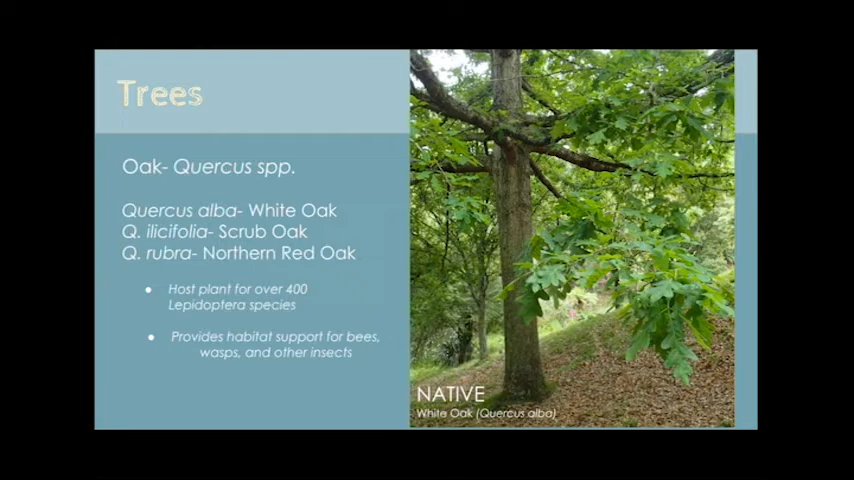 Trees
Oak- Quercus spp.
Quercus alba- White Oak
Q. ilicifolia- Scrub Oak
Q. rubra- Northern Red Oak
● Host plant for over 400
Lepidoptera species
● Provides habitat support for bees,
wasps, and other insects
NATIVE
White Oak (Quercus alba)